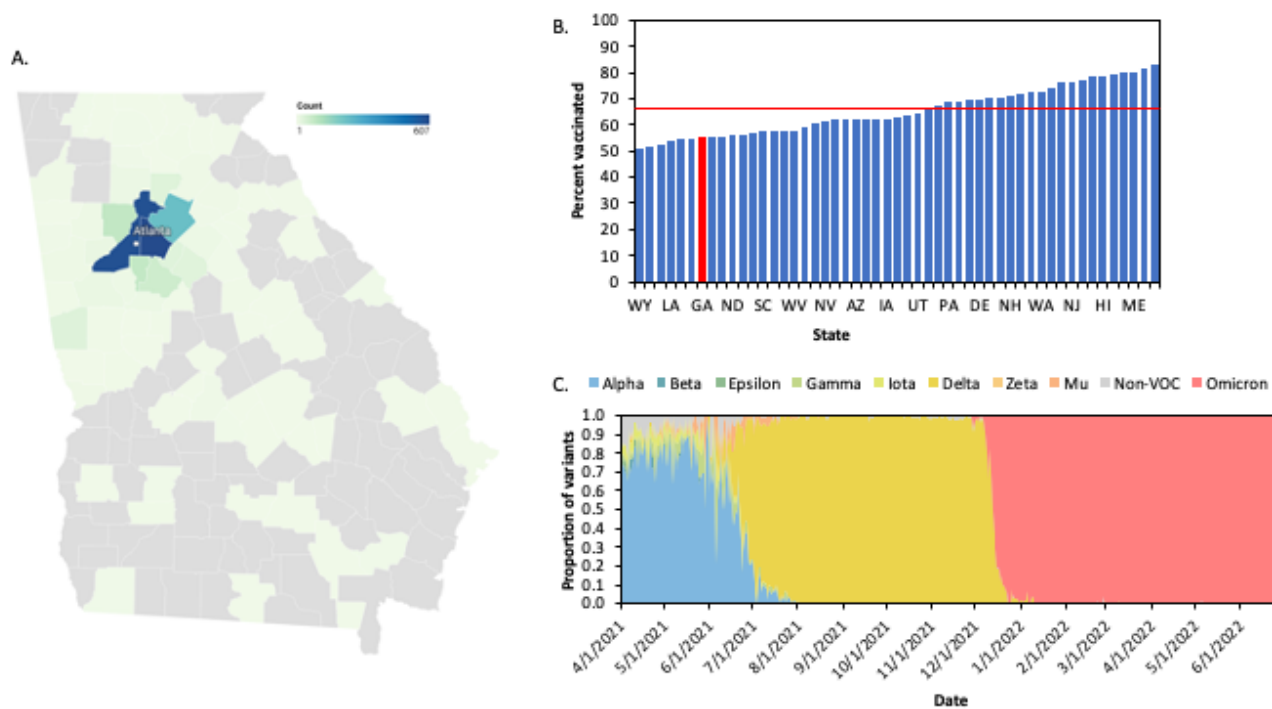 A.
Count
1 607
Atlanta
B.
100
90
80
70
60
50
40
30
20
10
0
Percent vaccinated
WY LA GA ND SC WV NV AZ IA UT PA DE NH WA NJ HI ME
State
C.
Alpha Beta Epsilon Gamma Iota Delta Zeta Mu Non-VOC Omicron
1.0
0.9
0.8
0.7
0.6
0.5
0.4
0.3
0.2
0.1
0.0
Proportion of variants
4/1/2021 5/1/2021 6/1/2021 7/1/2021 8/1/2021 9/1/2021 10/1/2021 11/1/2021 12/1/2021 1/1/2022 2/1/2022 3/1/2022 4/1/2022 5/1/2022 6/1/2022
Date